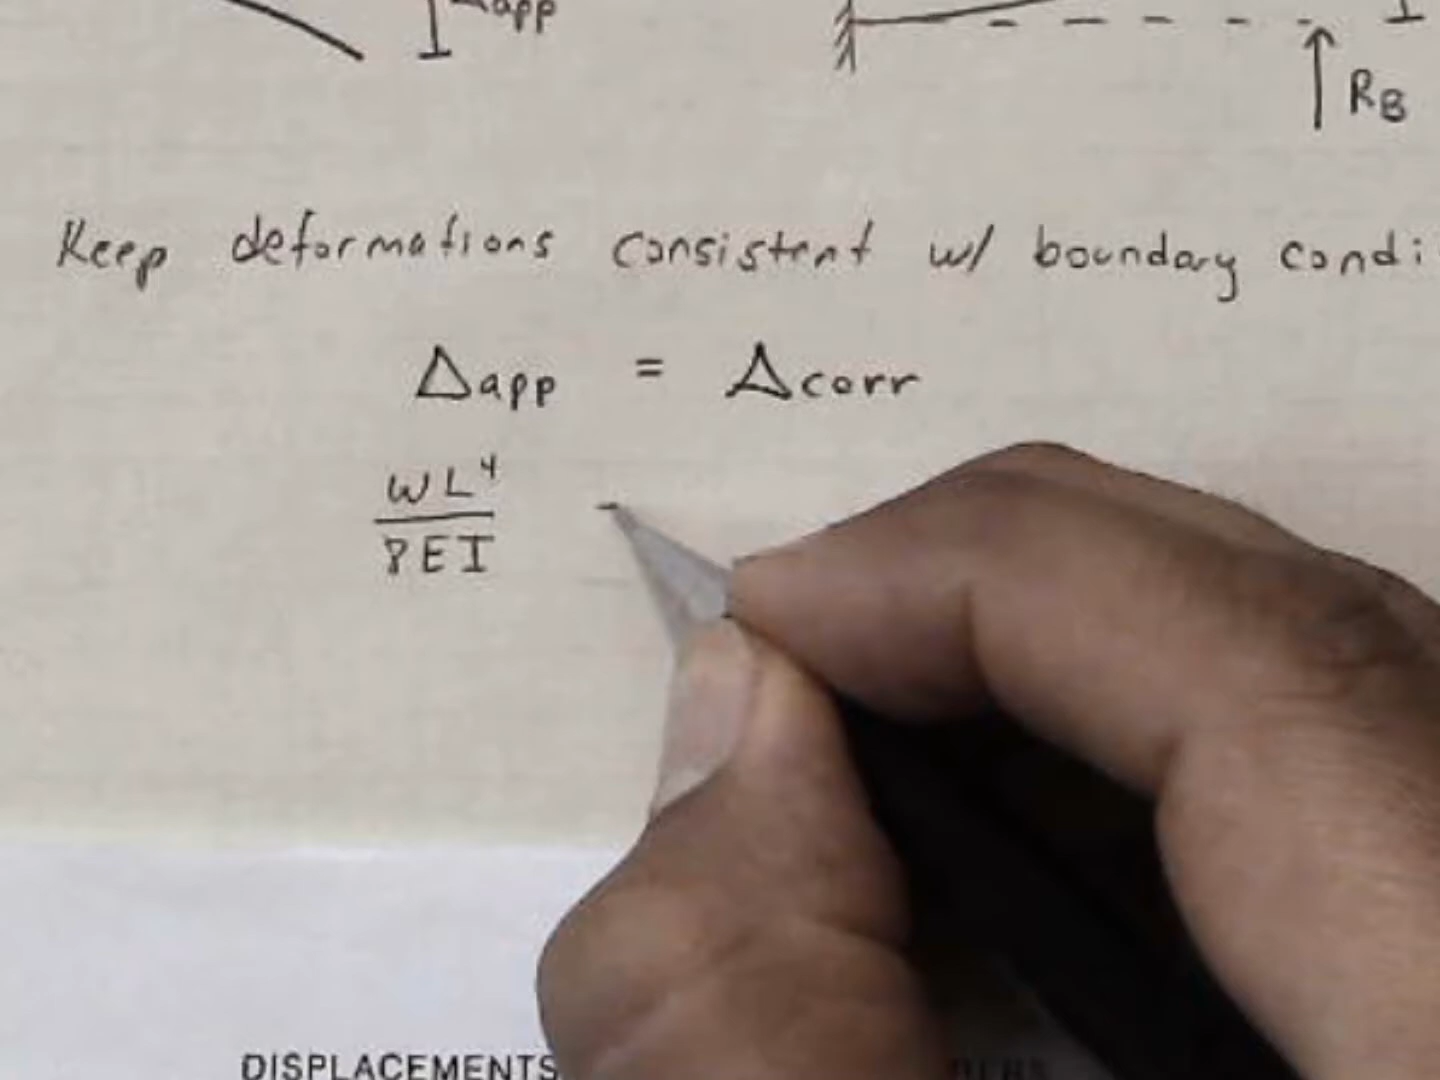 Δapp
R_B
Keep deformations consistent w/ boundary condi
Δapp = Δcorr
wL⁴
8EI
DISPLACEMENTS